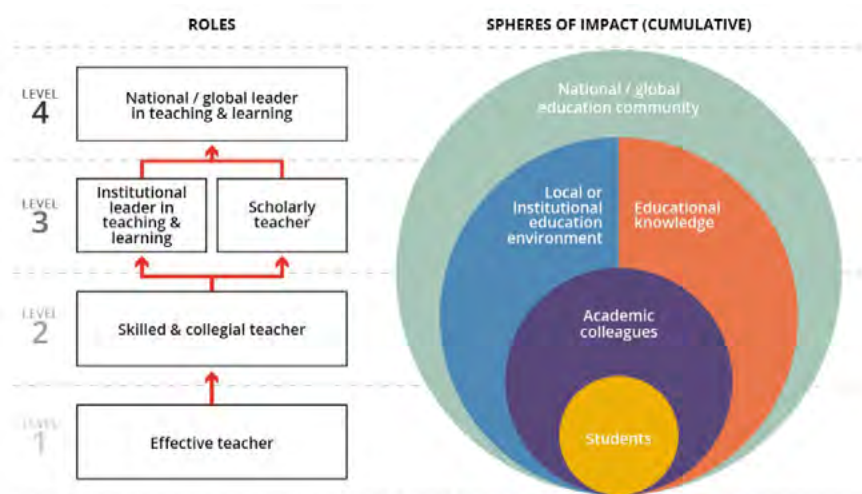 ROLES
SPHERES OF IMPACT (CUMULATIVE)
LEVEL
4
National / global leader
in teaching & learning
National / global
education community
LEVEL
3
Institutional
leader in
teaching &
learning
Scholarly
teacher
Local or
Institutional
education
environment
Educational
knowledge
LEVEL
2
Skilled & collegial teacher
Academic
colleagues
LEVEL
1
Effective teacher
Students